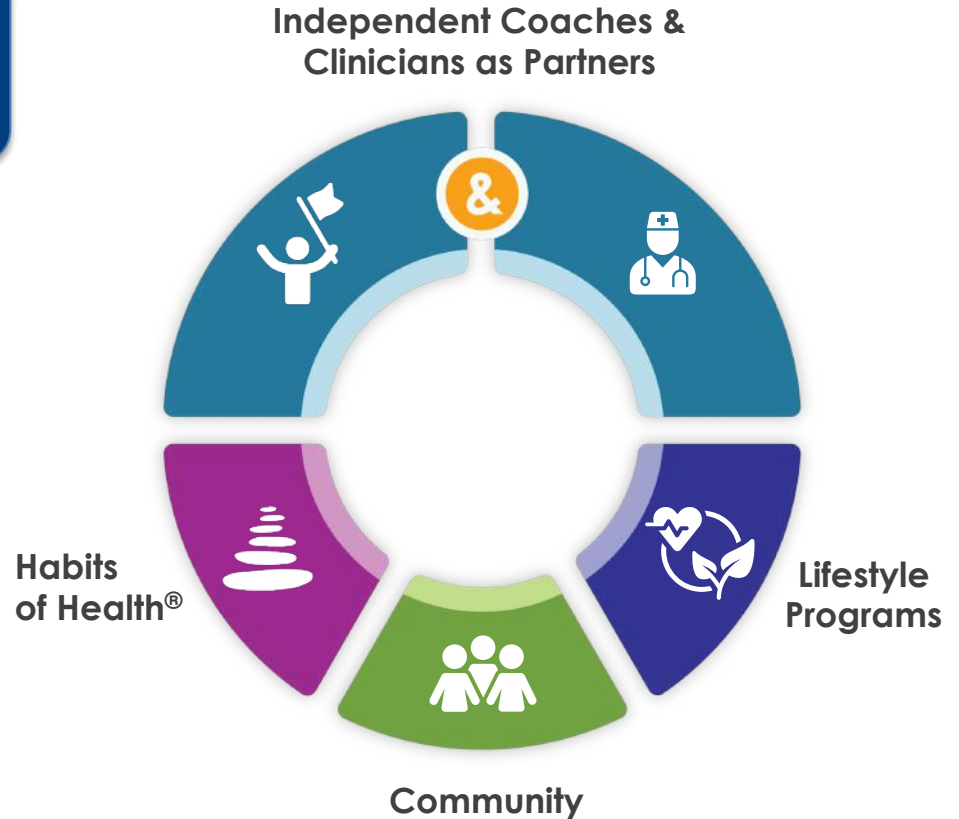 Independent Coaches &
Clinicians as Partners
&
Habits
of Health®
Lifestyle
Programs
Community